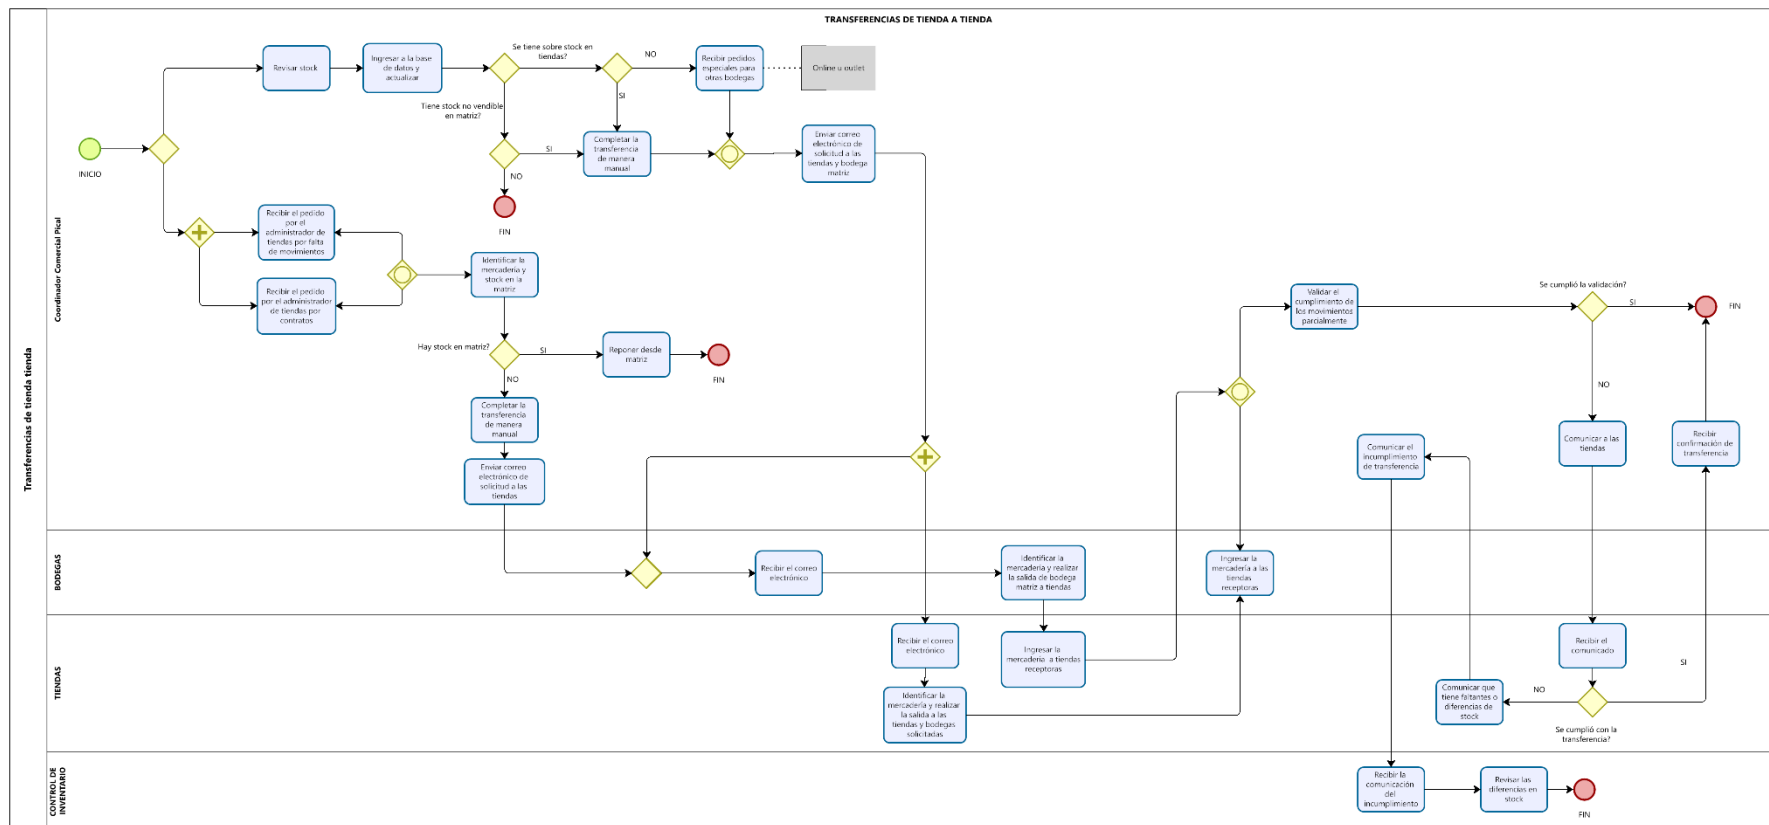 TRANSFERENCIAS DE TIENDA A TIENDA
Transferencias de tienda tienda
Coordinador Comercial Pical
BODEGAS
TIENDAS
CONTROL DE
INVENTARIO
INICIO
Revisar stock
Ingresar a la base
de datos y
actualizar
Se tiene sobre stock en
tiendas?
NO
SI
Recibir pedidos
especiales para
otras bodegas
Online u outlet
Tiene stock no vendible
en matriz?
SI
NO
FIN
Completar la
transferencia
de manera
manual
Enviar correo
electrónico de
solicitud a las
tiendas y bodega
matriz
Recibir el pedido
por el
administrador de
tiendas por falta
de movimientos
Recibir el pedido
por el administrador
de tiendas por
contratos
Identificar la
mercadería y
stock en la
matriz
Hay stock en matriz?
SI
NO
Reponer desde
matriz
FIN
Completar la
transferencia
de manera
manual
Enviar correo
electrónico de
solicitud a las
tiendas
Validar el
cumplimiento de
los movimientos
parcialmente
Se cumplió la validación?
SI
FIN
NO
Comunicar el
incumplimiento
de transferencia
Comunicar a las
tiendas
Recibir
confirmación de
transferencia
Recibir el correo
electrónico
Identificar la
mercadería y realizar
la salida de bodega
matriz a tiendas
Ingresar la
mercadería a las
tiendas
receptoras
Recibir el correo
electrónico
Ingresar la
mercadería a tiendas
receptoras
Identificar la
mercadería y realizar
la salida a las
tiendas y bodegas
solicitadas
Recibir el
comunicado
SI
NO
Comunicar que
tiene faltantes o
diferencias de
stock
Se cumplió con la
transferencia?
Recibir la
comunicación
del
incumplimiento
Revisar las
diferencias en
stock
FIN